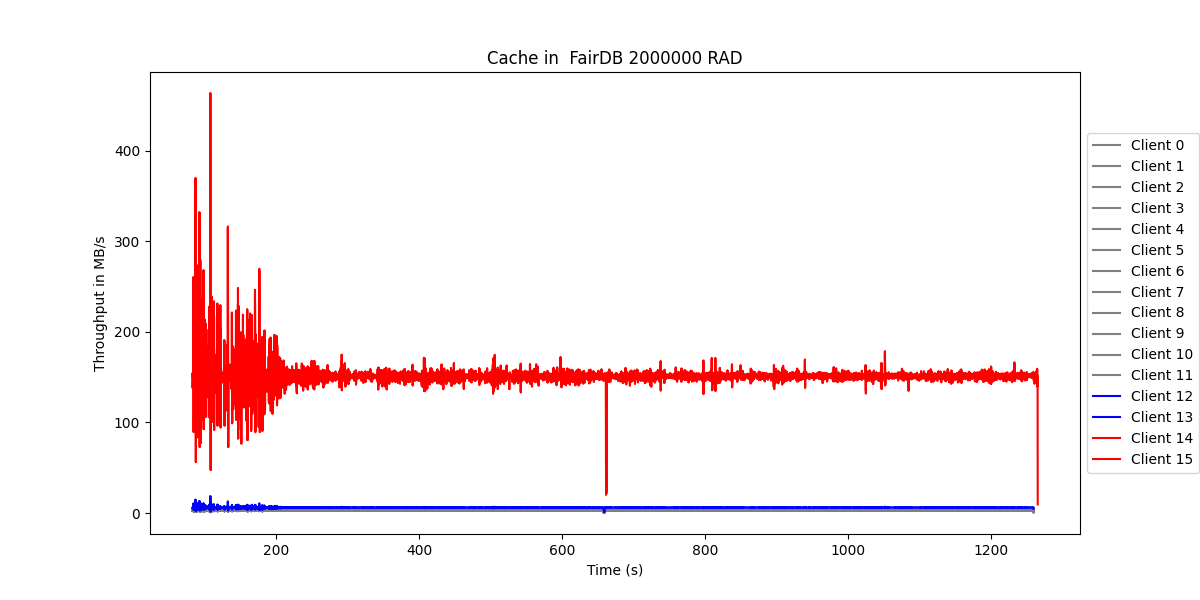 Cache in  FairDB 2000000 RAD
Throughput in MB/s
400
300
200
100
0
200
400
600
800
1000
1200
Time (s)
Client 0
Client 1
Client 2
Client 3
Client 4
Client 5
Client 6
Client 7
Client 8
Client 9
Client 10
Client 11
Client 12
Client 13
Client 14
Client 15